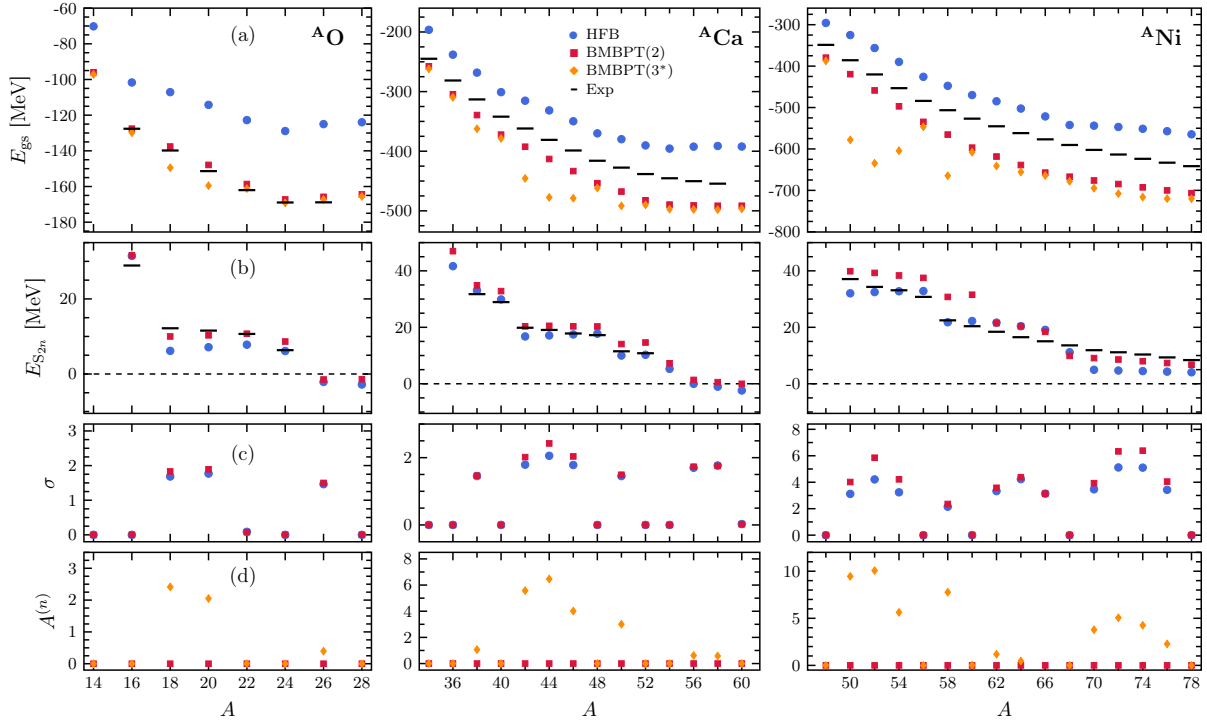 (a)
ᴬO
ᴬCa
ᴬNi
HFB
BMBPT(2)
BMBPT(3*)
Exp
E_gs [MeV]
-60
-80
-100
-120
-140
-160
-180
-200
-300
-400
-500
-300
-400
-500
-600
-700
-800
(b)
E_S₂ₙ [MeV]
20
0
40
20
0
40
20
-0
(c)
σ
3
2
1
0
2
0
8
6
4
2
0
(d)
A⁽ⁿ⁾
3
2
1
0
8
6
4
2
0
10
5
0
14 16 18 20 22 24 26 28
36 40 44 48 52 56 60
50 54 58 62 66 70 74 78
A
A
A